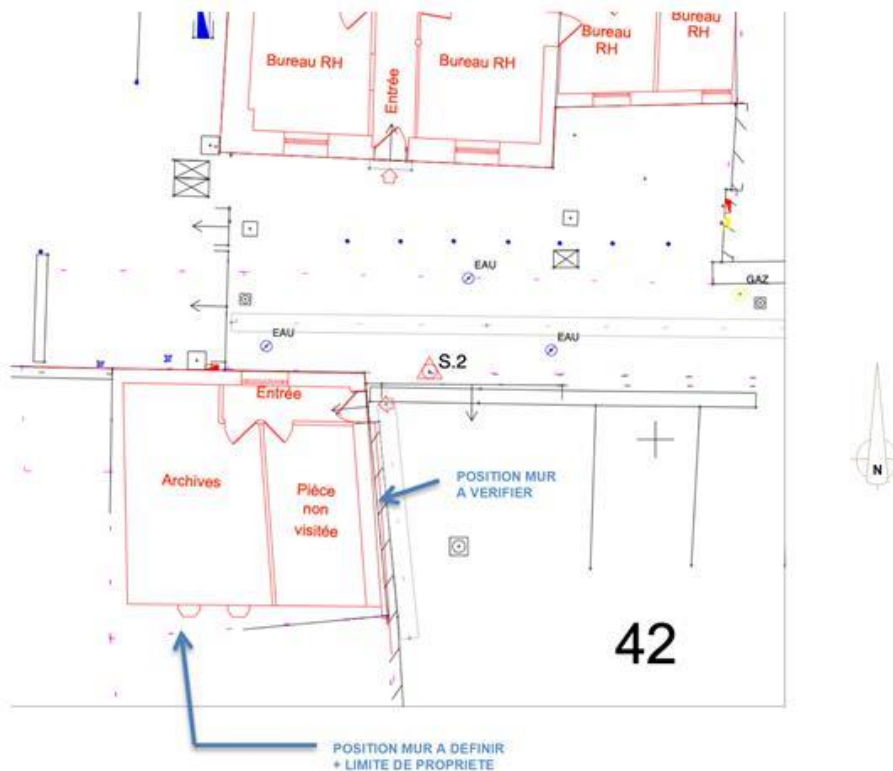 Bureau
RH
Bureau
RH
Bureau RH
Entrée
Bureau RH
EAU
GAZ
EAU
EAU
S.2
Entrée
N
POSITION MUR
A VERIFIER
Archives
Pièce
non
visitée
42
POSITION MUR A DEFINIR
+ LIMITE DE PROPRIETE